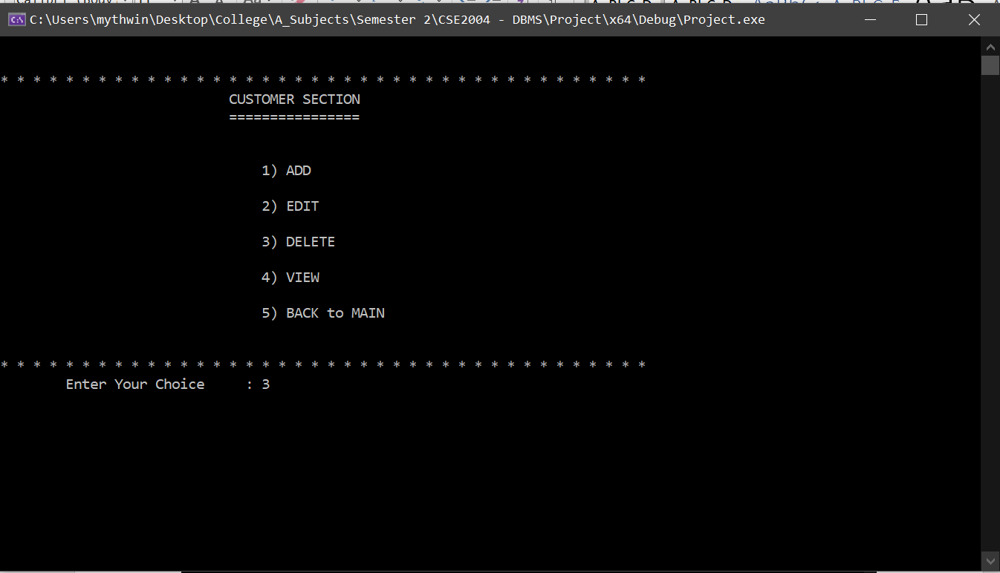 C:\Users\mythwin\Desktop\College\A_Subjects\Semester 2\CSE2004 - DBMS\Project\x64\Debug\Project.exe
* * * * * * * * * * * * * * * * * * * * * * * * * * * * * * * * * * * * * * * *
CUSTOMER SECTION
================
1) ADD
2) EDIT
3) DELETE
4) VIEW
5) BACK to MAIN
* * * * * * * * * * * * * * * * * * * * * * * * * * * * * * * * * * * * * * * *
Enter Your Choice     : 3